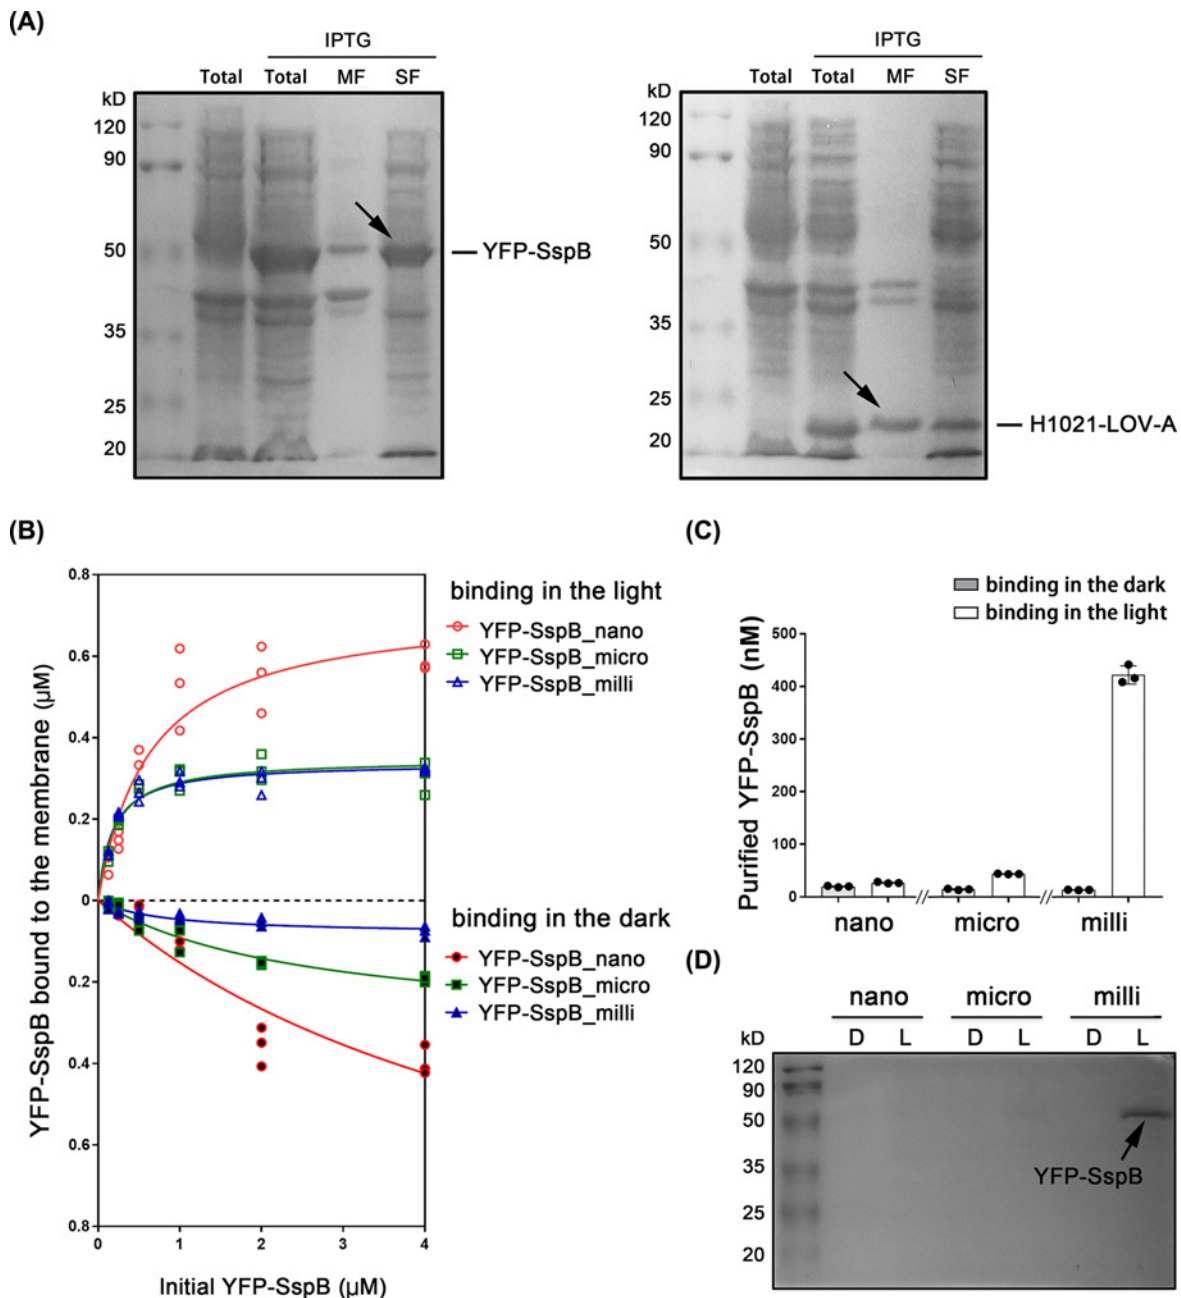 (A)
IPTG
Total Total MF SF
kD
120
90
50
35
25
20
YFP-SspB
IPTG
Total Total MF SF
kD
120
90
50
35
25
20
H1021-LOV-A
(B)
YFP-SspB bound to the membrane (µM)
0.8
0.6
0.4
0.2
0
0.2
0.4
0.6
0.8
0 1 2 3 4
Initial YFP-SspB (µM)
binding in the light
YFP-SspB_nano
YFP-SspB_micro
YFP-SspB_milli
binding in the dark
YFP-SspB_nano
YFP-SspB_micro
YFP-SspB_milli
(C)
binding in the dark
binding in the light
Purified YFP-SspB (nM)
500
400
300
200
100
0
nano micro milli
(D)
nano micro milli
kD D L D L D L
120
90
50
35
25
20
YFP-SspB